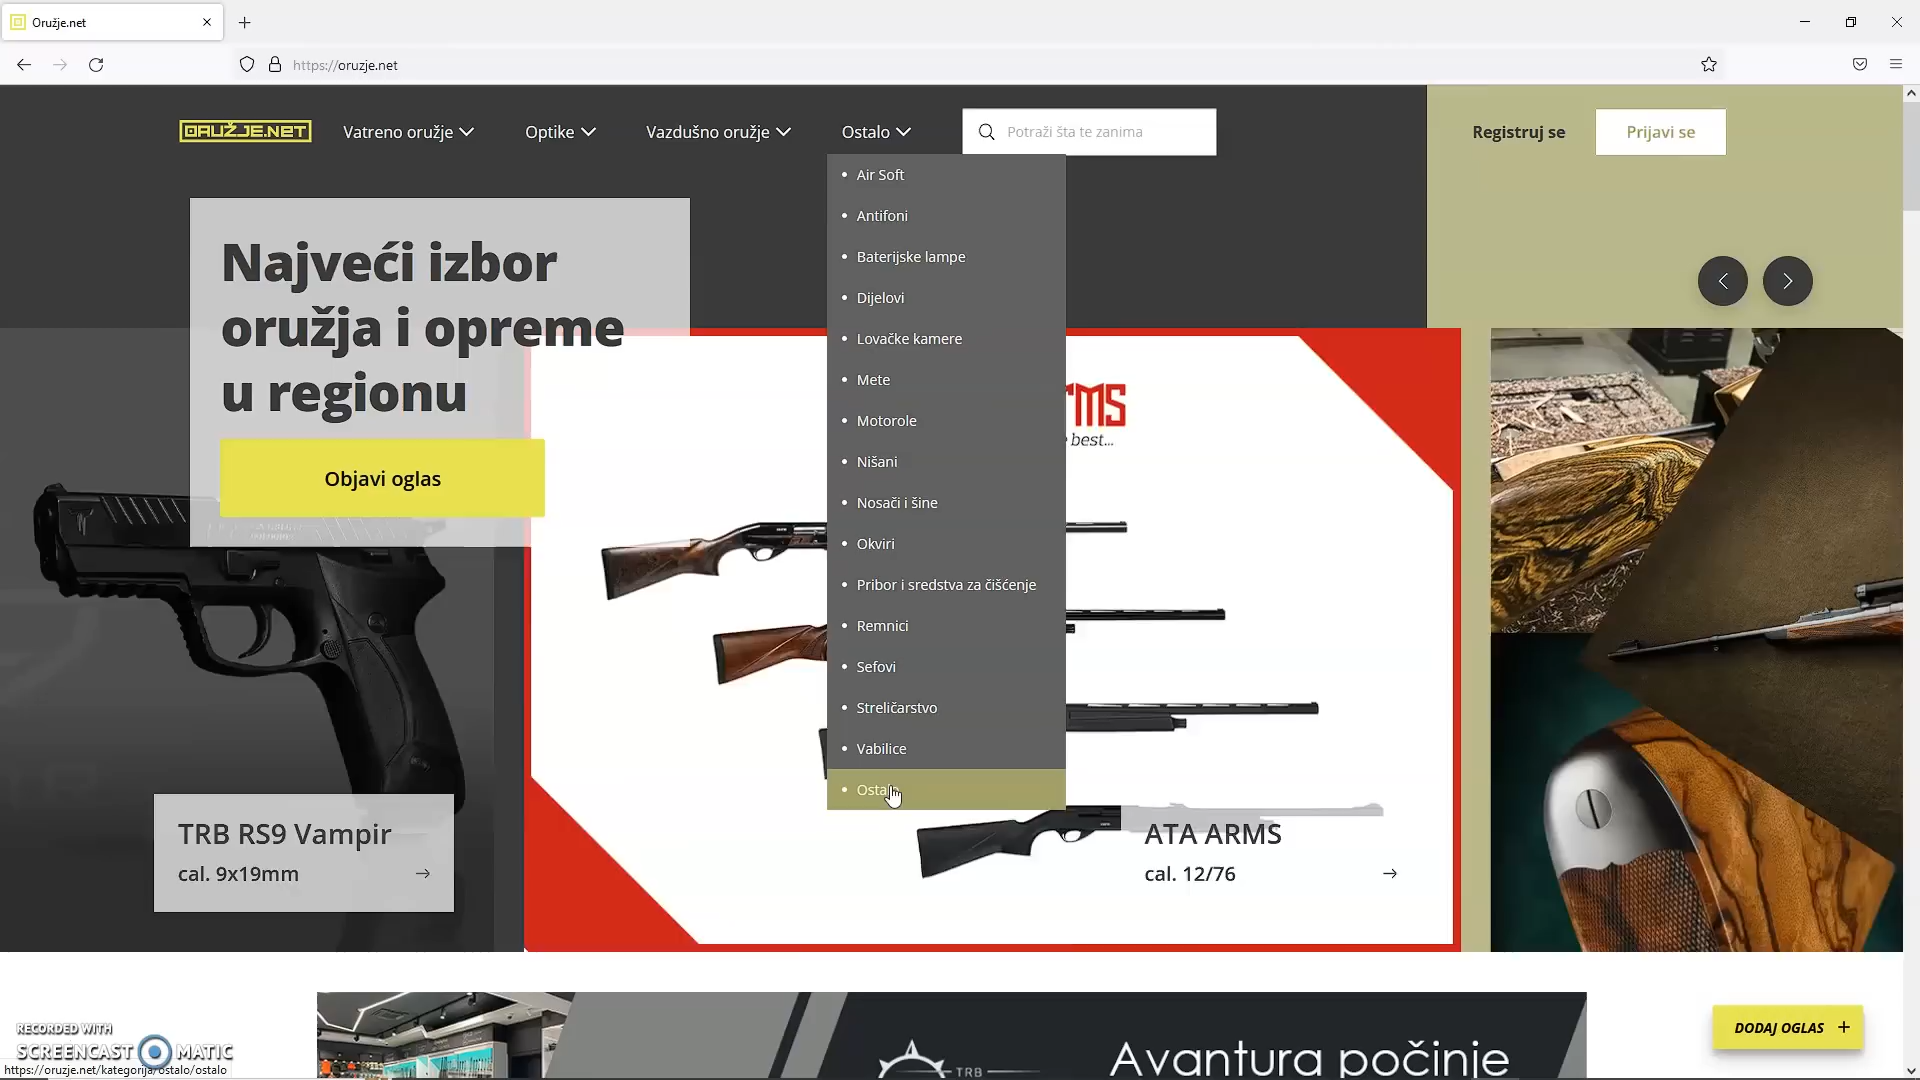 Oružje.net
https://oruzje.net
ORUŽJE.NET
Vatreno oružje
Optike
Vazdušno oružje
Ostalo
Potraži šta te zanima
Registruj se
Prijavi se
Air Soft
Antifoni
Baterijske lampe
Dijelovi
Lovačke kamere
Mete
Motorole
Nišani
Nosači i šine
Okviri
Pribor i sredstva za čišćenje
Remnici
Sefovi
Streličarstvo
Vabilice
Najveći izbor
oružja i opreme
u regionu
Objavi oglas
best...
TRB RS9 Vampir
cal. 9x19mm
ATA ARMS
cal. 12/76
DODAJ OGLAS +
TRB
Avantura počinje
RECORDED WITH
SCREENCAST MATIC
https://oruzje.net/kategorija/ostalo/ostalo